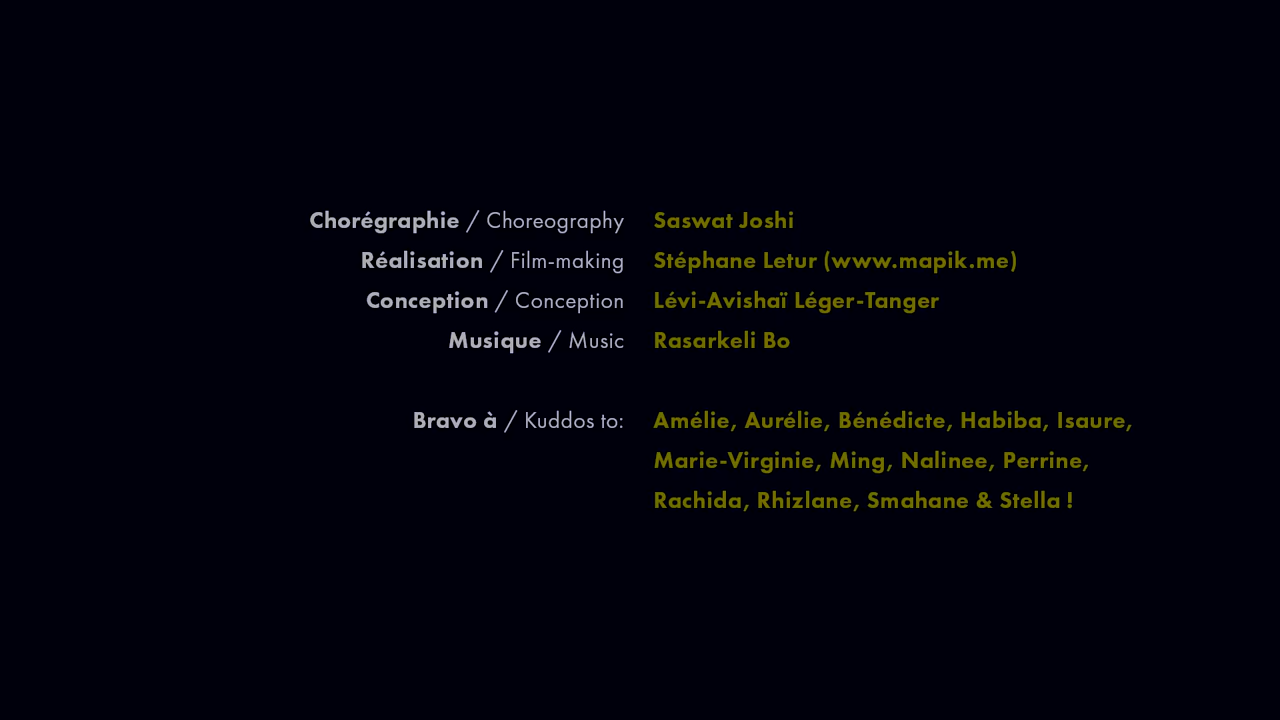 Chorégraphie / Choreography Saswat Joshi
Réalisation / Film-making Stéphane Letur (www.mapik.me)
Conception / Conception Lévi-Avishaï Léger-Tanger
Musique / Music Rasarkeli Bo
Bravo à / Kuddos to: Amélie, Aurélie, Bénédicte, Habiba, Isaure,
Marie-Virginie, Ming, Nalinee, Perrine,
Rachida, Rhizlane, Smahane & Stella !